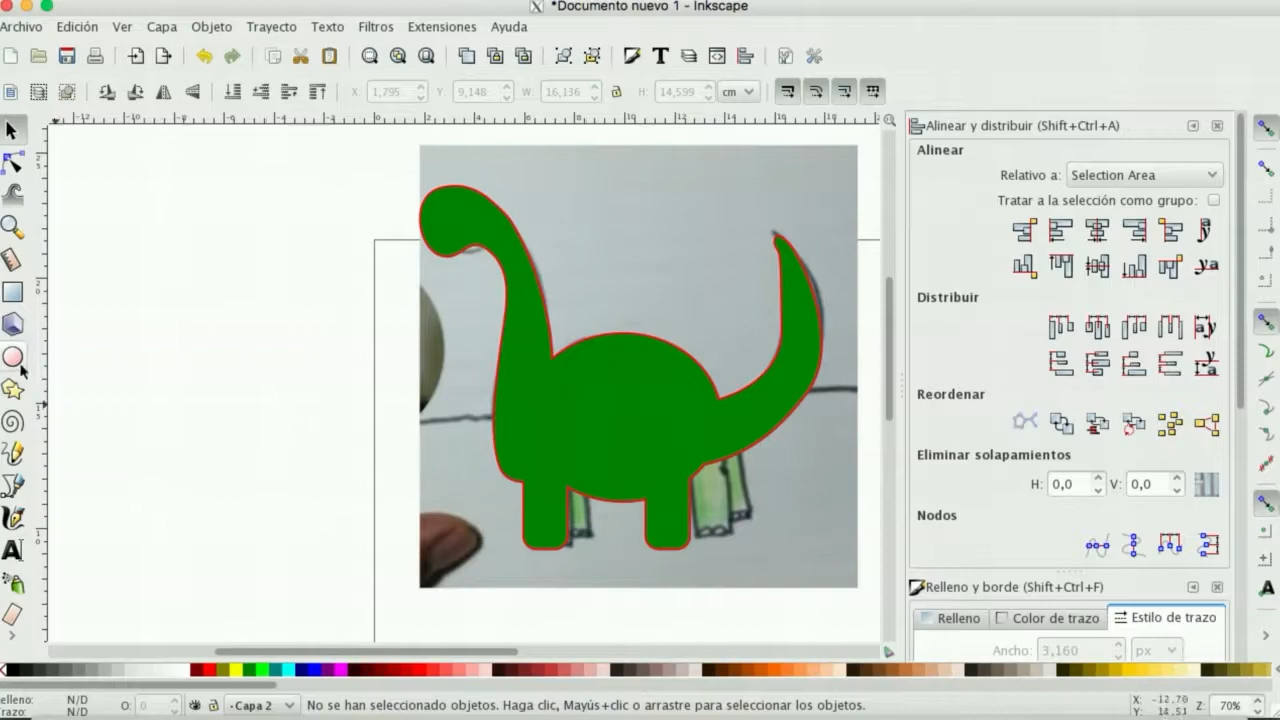 *Documento nuevo 1 - Inkscape
Archivo Edición Ver Capa Objeto Trayecto Texto Filtros Extensiones Ayuda
X: 1,795 Y: 9,148 W: 16,136 H: 14,599 cm
Alinear y distribuir (Shift+Ctrl+A)
Alinear
Relativo a: Selection Area
Tratar a la selección como grupo:
Distribuir
Reordenar
Eliminar solapamientos
H: 0,0 V: 0,0
Nodos
Relleno y borde (Shift+Ctrl+F)
Relleno Color de trazo Estilo de trazo
Ancho: 3,160 px
elleno: N/D
razo: N/D
O: 0
·Capa 2
No se han seleccionado objetos. Haga clic, Mayús+clic o arrastre para seleccionar los objetos.
X: -12,70
Y: 14,51
Z: 70%